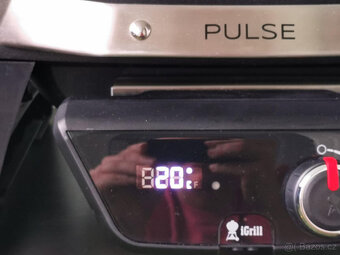 PULSE
20
C F
iGrill
bazos.cz